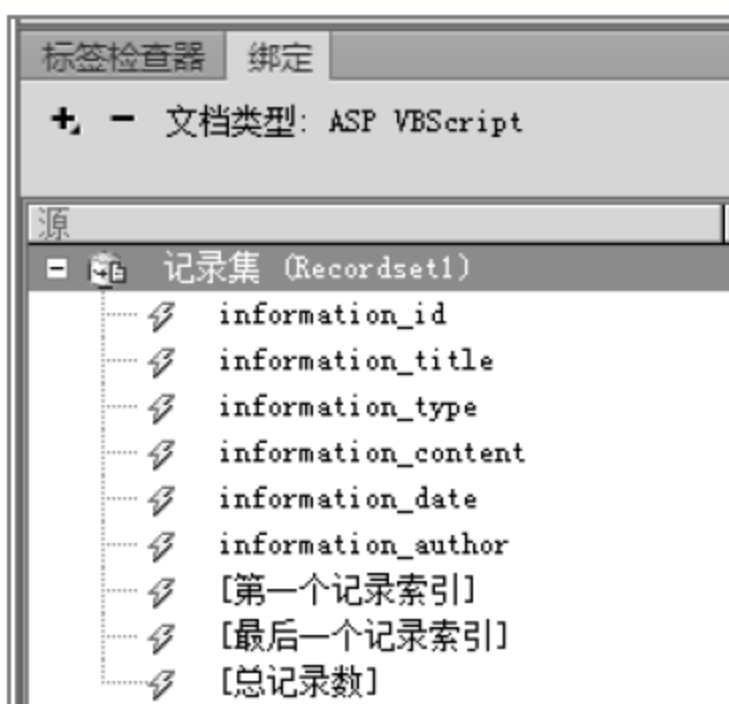 标签检查器 绑定
+, - 文档类型: ASP VBScript
源
记录集 (Recordset1)
information_id
information_title
information_type
information_content
information_date
information_author
[第一个记录索引]
[最后一个记录索引]
[总记录数]